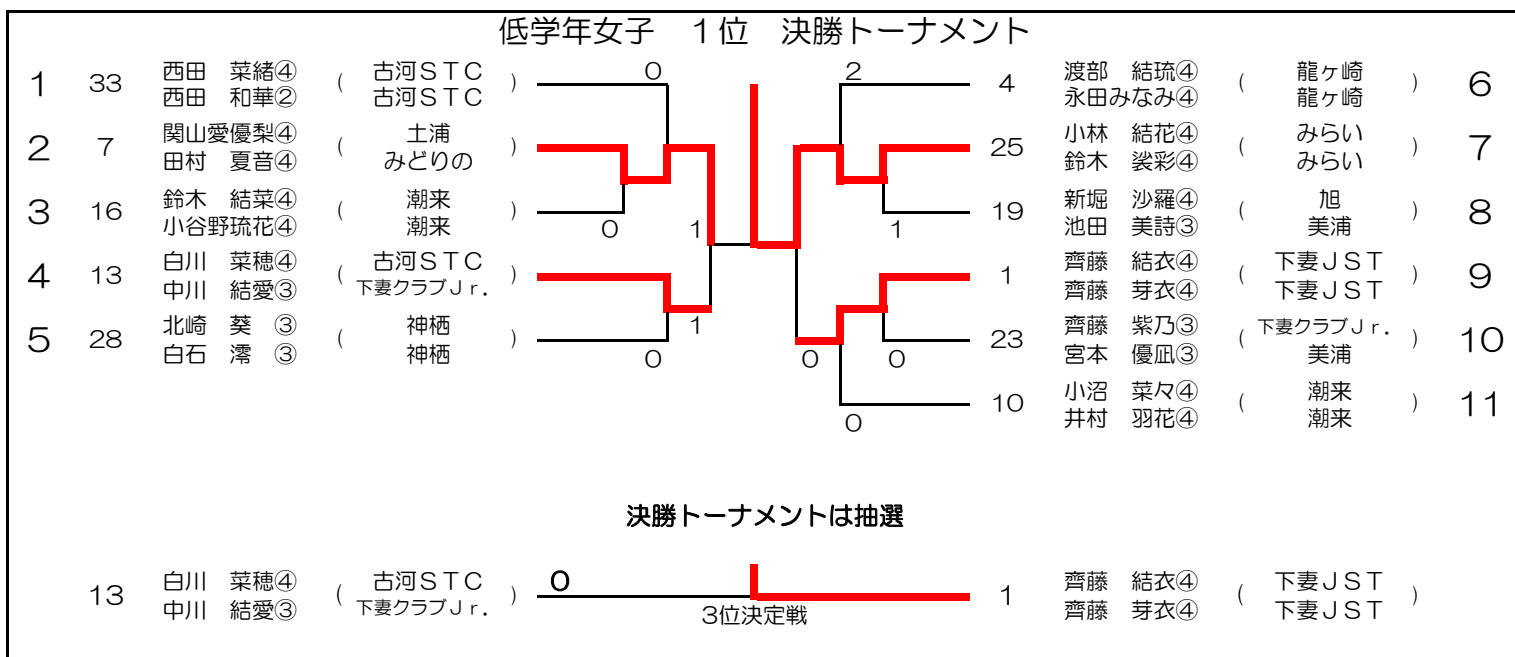 低学年女子　１位　決勝トーナメント
1 33 西田　菜緒④ ( 古河ＳＴＣ ) 0 2 4 渡部　結琉④ ( 龍ヶ崎 ) 6
西田　和華② 古河ＳＴＣ 永田みなみ④ 龍ヶ崎
2 7 関山愛優梨④ ( 土浦 ) 25 小林　結花④ ( みらい ) 7
田村　夏音④ みどりの 鈴木　裟彩④ みらい
3 16 鈴木　結菜④ ( 潮来 ) 19 新堀　沙羅④ ( 旭 ) 8
小谷野琉花④ 潮来 0 1 1 池田　美詩③ 美浦
4 13 白川　菜穂④ ( 古河ＳＴＣ ) 1 齊藤　結衣④ ( 下妻ＪＳＴ ) 9
中川　結愛③ 下妻クラブＪｒ． 齊藤　芽衣④ 下妻ＪＳＴ
5 28 北崎　葵　③ ( 神栖 ) 1 23 齊藤　紫乃③ ( 下妻クラブＪｒ． ) 10
白石　澪　③ 神栖 0 0 0 宮本　優凪③ 美浦
10 小沼　菜々④ ( 潮来 ) 11
0 井村　羽花④ 潮来
決勝トーナメントは抽選
13 白川　菜穂④ ( 古河ＳＴＣ ) 0 1 齊藤　結衣④ ( 下妻ＪＳＴ )
中川　結愛③ 下妻クラブＪｒ． 3位決定戦 齊藤　芽衣④ 下妻ＪＳＴ